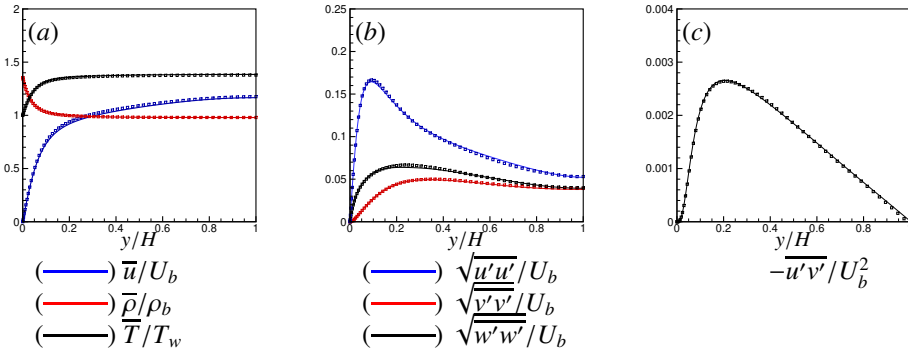 (a) (b) (c)
2 0.25 0.004
0.2 0.003
1.5
0.15
1 0.002
0.1
0.5 0.001
0.05
0 0 0
0 0.2 0.4 0.6 0.8 1 0 0.2 0.4 0.6 0.8 1 0 0.2 0.4 0.6 0.8
y/H y/H y/H
(—) u̅/U_b (—) √u′u′̅/U_b −u′v′̅/U_b²
(—) ρ̅/ρ_b (—) √v′v′̅/U_b
(—) T̅/T_w (—) √w′w′̅/U_b